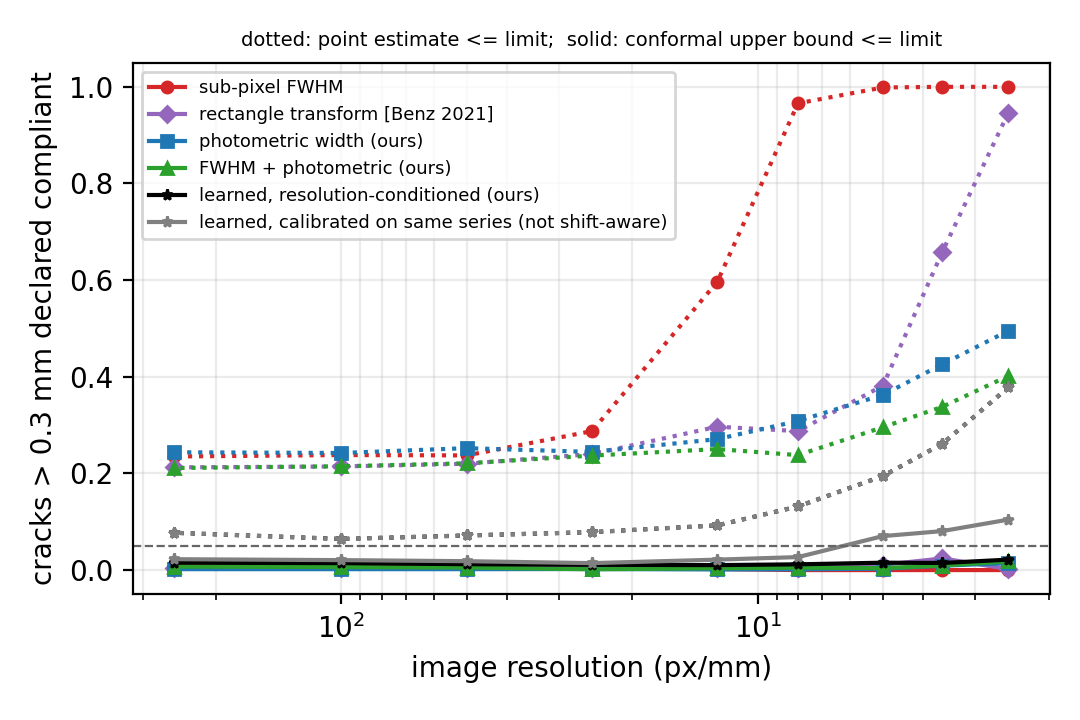 dotted: point estimate <= limit;  solid: conformal upper bound <= limit
cracks > 0.3 mm declared compliant
1.0
0.8
0.6
0.4
0.2
0.0
sub-pixel FWHM
rectangle transform [Benz 2021]
photometric width (ours)
FWHM + photometric (ours)
learned, resolution-conditioned (ours)
learned, calibrated on same series (not shift-aware)
10² 10¹
image resolution (px/mm)